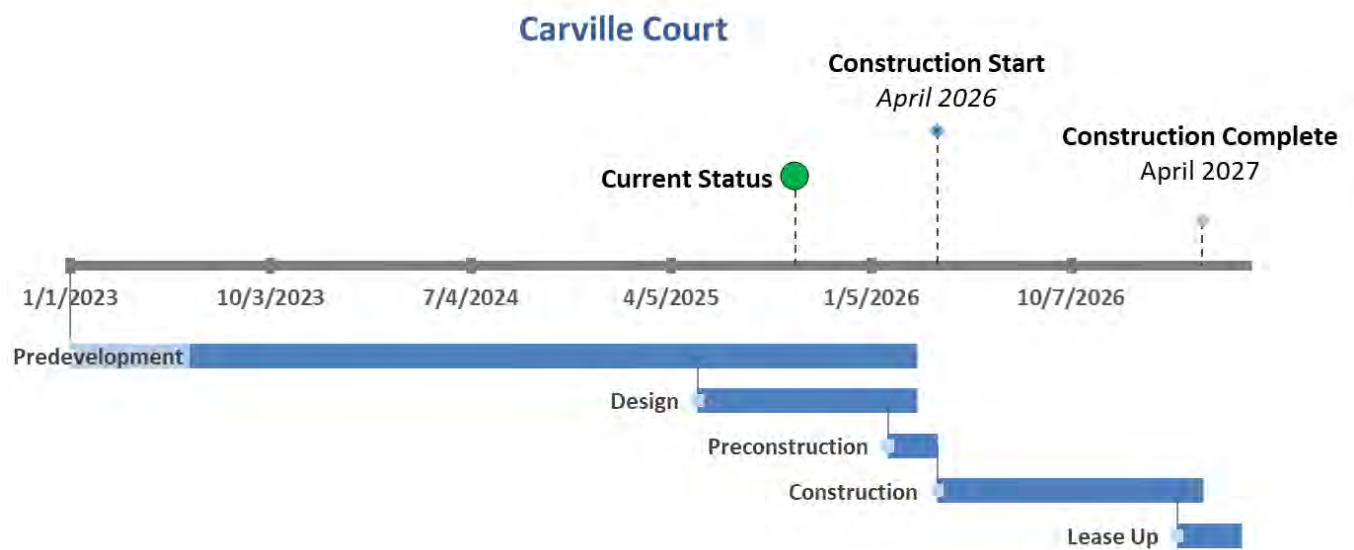 Carville Court
Construction Start
April 2026
Construction Complete
April 2027
Current Status
1/1/2023
10/3/2023
7/4/2024
4/5/2025
1/5/2026
10/7/2026
Predevelopment
Design
Preconstruction
Construction
Lease Up